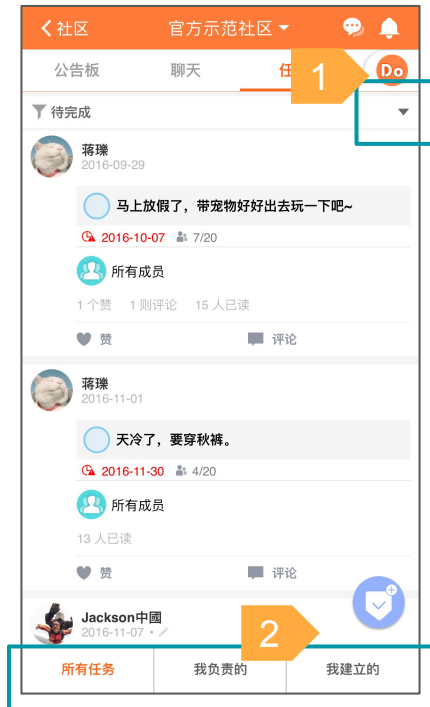 社区
官方示范社区
公告板
聊天
任
1
Do
待完成
蒋瓅
2016-09-29
马上放假了，带宠物好好出去玩一下吧~
2016-10-07 7/20
所有成员
1 个赞 1 则评论 15 人已读
赞
评论
蒋瓅
2016-11-01
天冷了，要穿秋裤。
2016-11-30 4/20
所有成员
13 人已读
赞
评论
Jackson中國
2016-11-07 •
2
所有任务
我负责的
我建立的